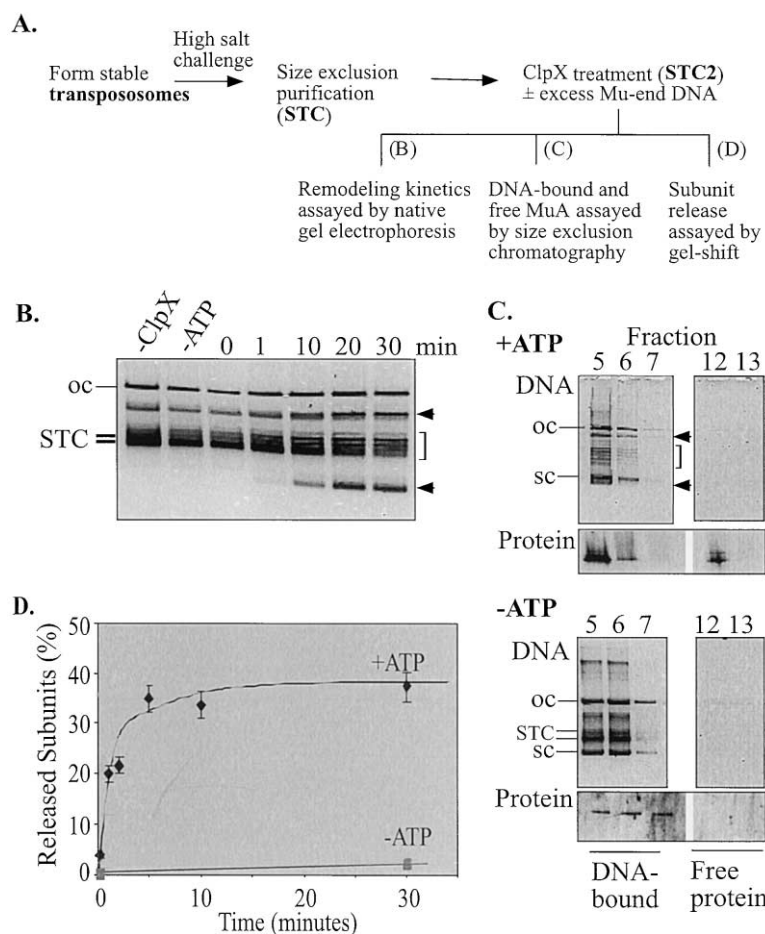 A.
Form stable
transpososomes
High salt
challenge
Size exclusion
purification
(STC)
ClpX treatment (STC2)
± excess Mu-end DNA
(B)
(C)
(D)
Remodeling kinetics
assayed by native
gel electrophoresis
DNA-bound and
free MuA assayed
by size exclusion
chromatography
Subunit
release
assayed by
gel-shift
B.
-ClpX
-ATP
0 1 10 20 30 min
oc
STC
C.
+ATP
Fraction
5 6 7 12 13
DNA
oc
sc
Protein
-ATP
5 6 7 12 13
DNA
oc
STC
sc
Protein
DNA-
bound
Free
protein
D.
Released Subunits (%)
50
40
30
20
10
0
+ATP
-ATP
0 10 20 30
Time (minutes)